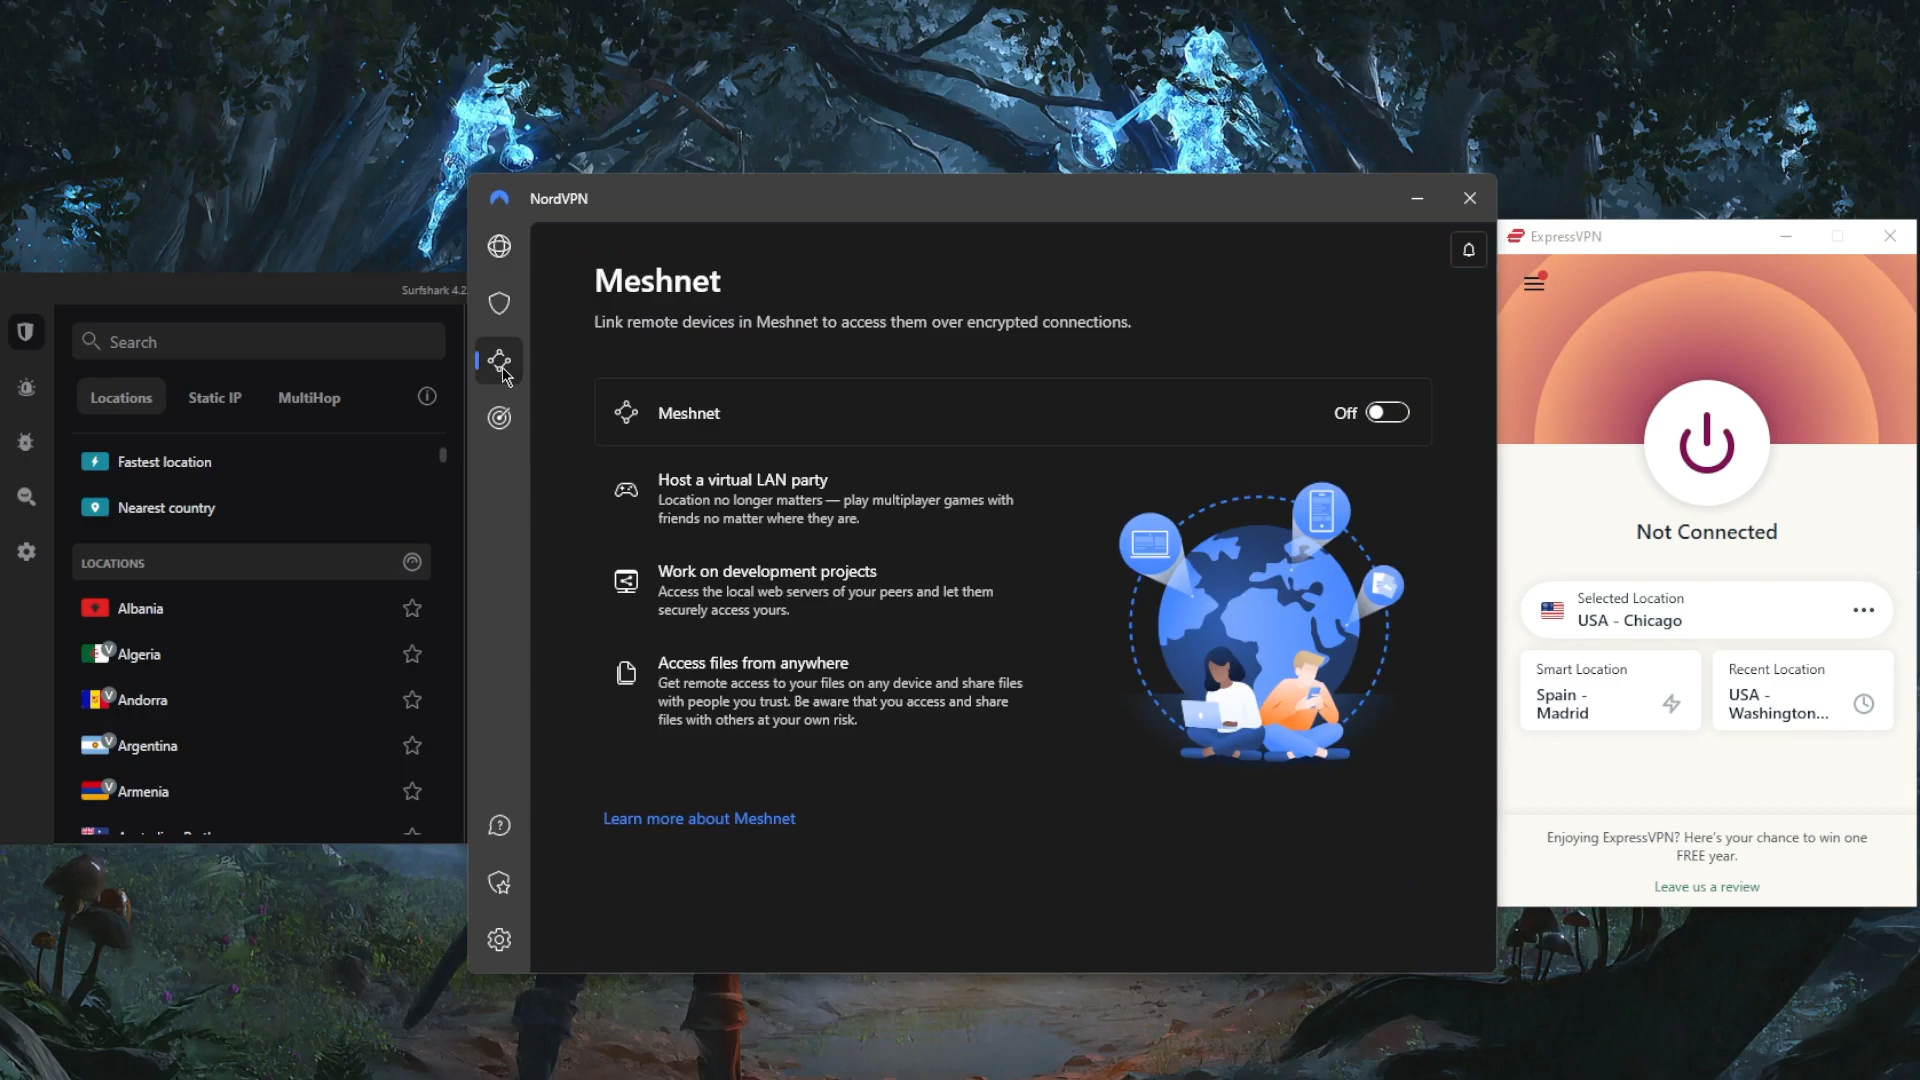 Surfshark 4.2
Search
Locations
Static IP
MultiHop
Fastest location
Nearest country
LOCATIONS
Albania
V
Algeria
V
Andorra
V
Argentina
V
Armenia
NordVPN
Meshnet
Link remote devices in Meshnet to access them over encrypted connections.
Meshnet
Off
Host a virtual LAN party
Location no longer matters — play multiplayer games with
friends no matter where they are.
Work on development projects
Access the local web servers of your peers and let them
securely access yours.
Access files from anywhere
Get remote access to your files on any device and share files
with people you trust. Be aware that you access and share
files with others at your own risk.
Learn more about Meshnet
ExpressVPN
Not Connected
Selected Location
USA - Chicago
Smart Location
Spain -
Madrid
Recent Location
USA -
Washington...
Enjoying ExpressVPN? Here's your chance to win one
FREE year.
Leave us a review